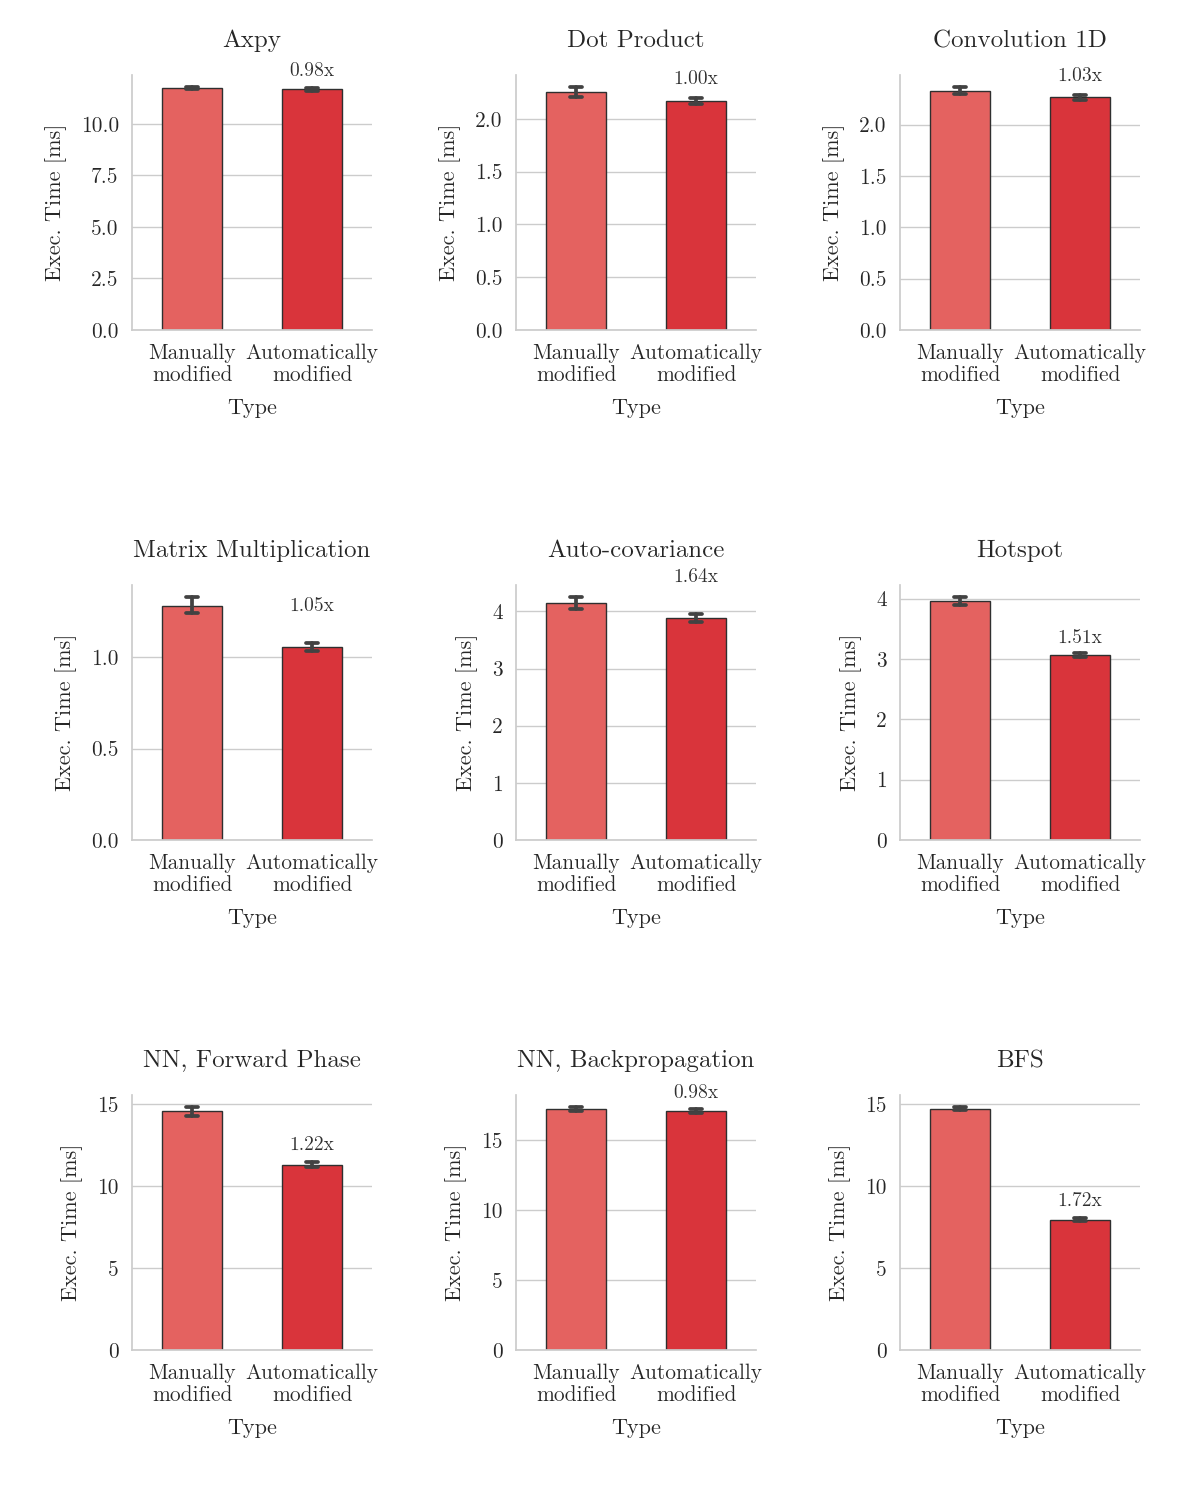 Axpy
0.98x
Exec. Time [ms]
10.0
7.5
5.0
2.5
0.0
Manually modified
Automatically modified
Type
Dot Product
1.00x
Exec. Time [ms]
2.0
1.5
1.0
0.5
0.0
Manually modified
Automatically modified
Type
Convolution 1D
1.03x
Exec. Time [ms]
2.0
1.5
1.0
0.5
0.0
Manually modified
Automatically modified
Type
Matrix Multiplication
1.05x
Exec. Time [ms]
1.0
0.5
0.0
Manually modified
Automatically modified
Type
Auto-covariance
1.64x
Exec. Time [ms]
4
3
2
1
0
Manually modified
Automatically modified
Type
Hotspot
1.51x
Exec. Time [ms]
4
3
2
1
0
Manually modified
Automatically modified
Type
NN, Forward Phase
1.22x
Exec. Time [ms]
15
10
5
0
Manually modified
Automatically modified
Type
NN, Backpropagation
0.98x
Exec. Time [ms]
15
10
5
0
Manually modified
Automatically modified
Type
BFS
1.72x
Exec. Time [ms]
15
10
5
0
Manually modified
Automatically modified
Type